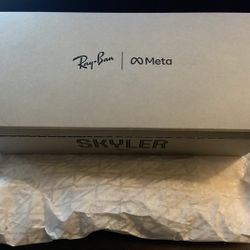 Ray-Ban | ∞ Meta
SKYLER